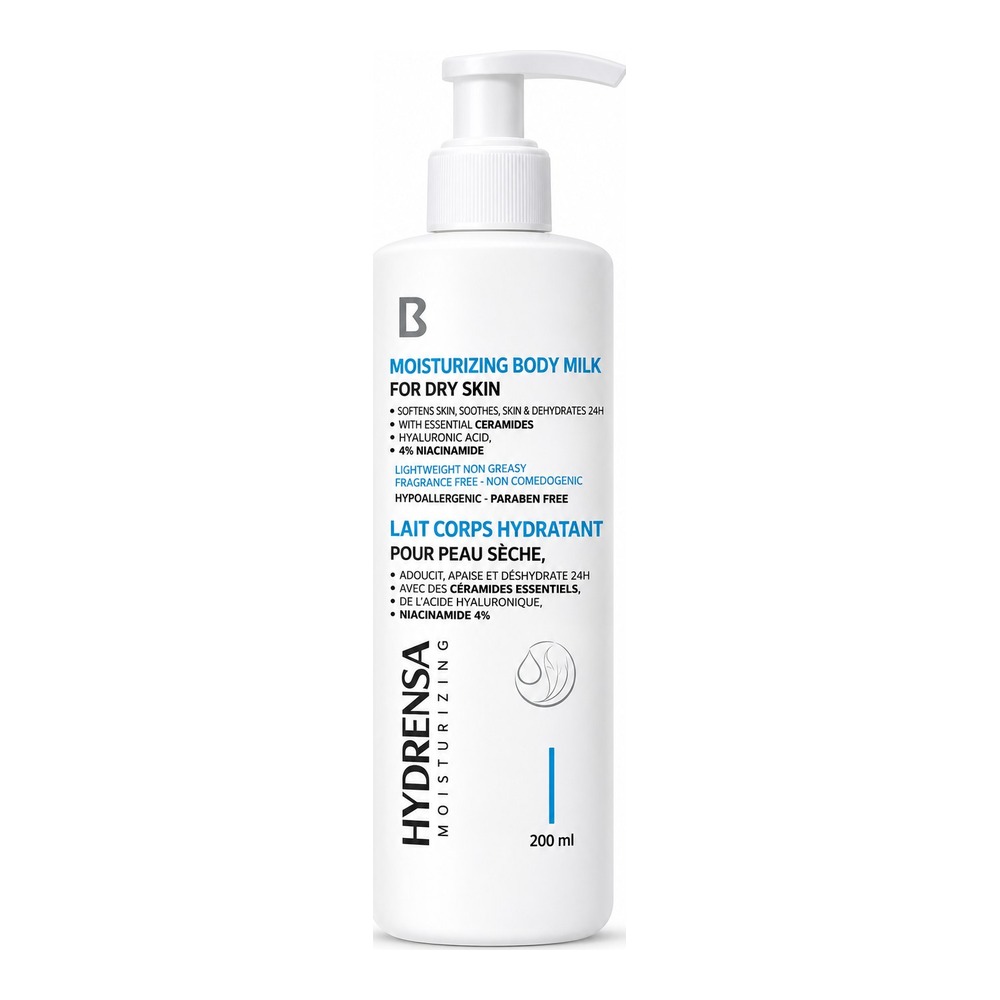 B
MOISTURIZING BODY MILK
FOR DRY SKIN
• SOFTENS SKIN, SOOTHES, SKIN & DEHYDRATES 24H
• WITH ESSENTIAL CERAMIDES
• HYALURONIC ACID,
• 4% NIACINAMIDE
LIGHTWEIGHT NON GREASY
FRAGRANCE FREE - NON COMEDOGENIC
HYPOALLERGENIC - PARABEN FREE
LAIT CORPS HYDRATANT
POUR PEAU SÈCHE,
• ADOUCIT, APAISE ET DÉSHYDRATE 24H
• AVEC DES CÉRAMIDES ESSENTIELS,
• DE L'ACIDE HYALURONIQUE,
• NIACINAMIDE 4%
HYDRENSA
MOISTURIZING
200 ml